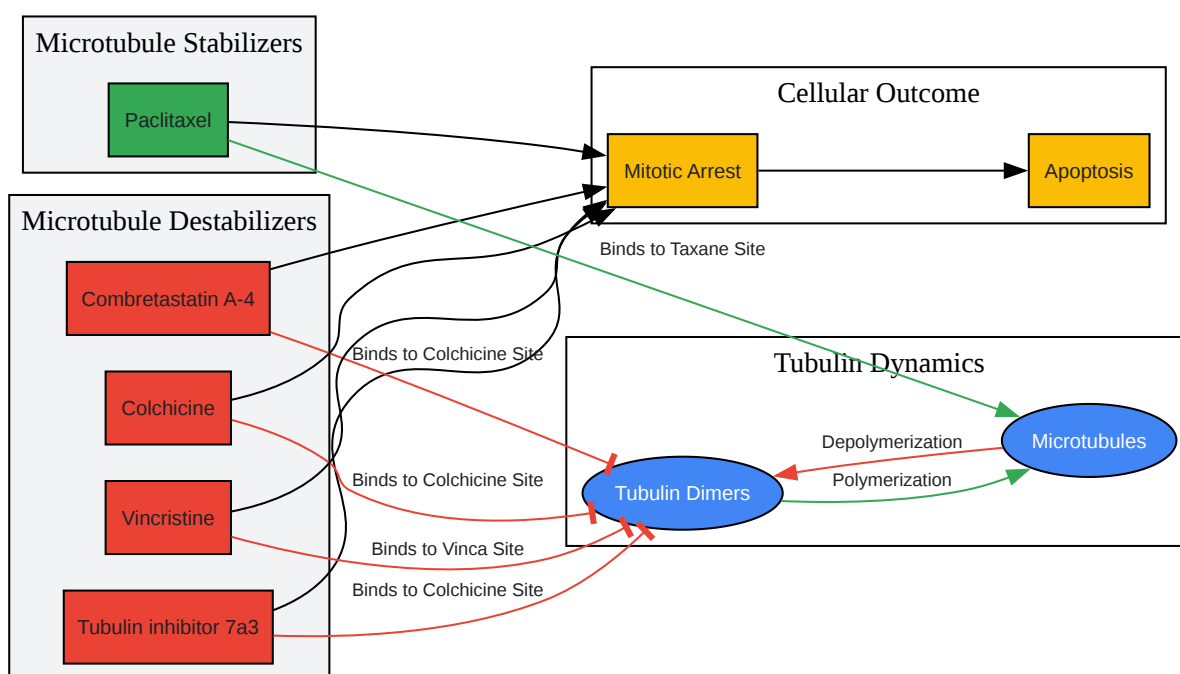 Microtubule Stabilizers
Paclitaxel
Microtubule Destabilizers
Combretastatin A-4
Colchicine
Vincristine
Tubulin inhibitor 7a3
Cellular Outcome
Mitotic Arrest
Apoptosis
Binds to Taxane Site
Binds to Colchicine Site
Binds to Colchicine Site
Binds to Vinca Site
Binds to Colchicine Site
Tubulin Dynamics
Microtubules
Depolymerization
Polymerization
Tubulin Dimers